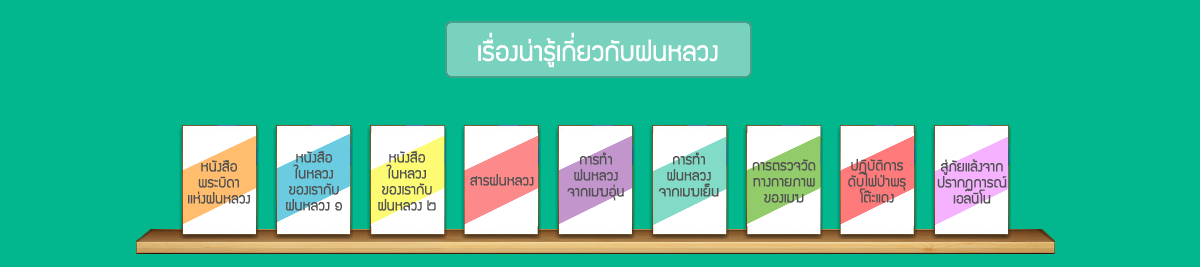 เรื่องน่ารู้เกี่ยวกับฝนหลวง
หนังสือ
พระบิดา
แห่งฝนหลวง
หนังสือ
ในหลวง
ของเรากับ
ฝนหลวง ๑
หนังสือ
ในหลวง
ของเรากับ
ฝนหลวง ๒
สารฝนหลวง
การทำ
ฝนหลวง
จากเมฆอุ่น
การทำ
ฝนหลวง
จากเมฆเย็น
การตรวจวัด
ทางกายภาพ
ของเมฆ
ปฏิบัติการ
ดับไฟป่าพรุ
โต๊ะแดง
สู่ภัยแล้งจาก
ปรากฏการณ์
เอลนิโน